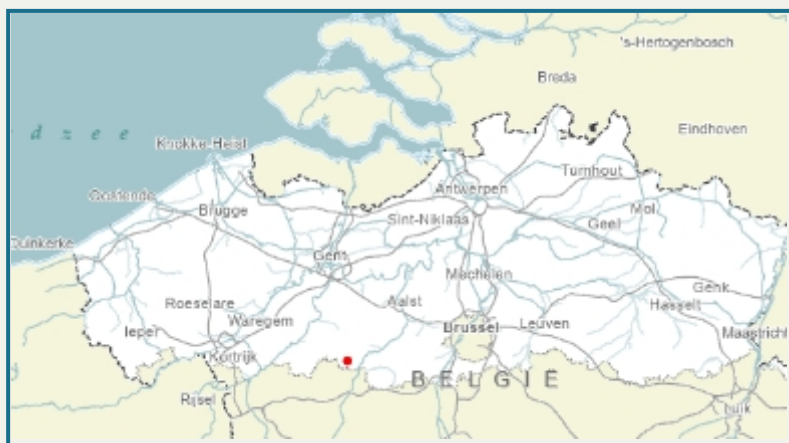 's-Hertogenbosch
Breda
Eindhoven
d z e e
Knokke-Heist
Turnhout
Antwerpen
Oostende
Mol
Brugge
Sint-Niklaas
Geel
Duinkerke
Gent
Mechelen
Genk
Roeselare
Aalst
Hasselt
Waregem
Ieper
Brussel
Leuven
Maastricht
Kortrijk
BELGIË
Rijsel
Luik